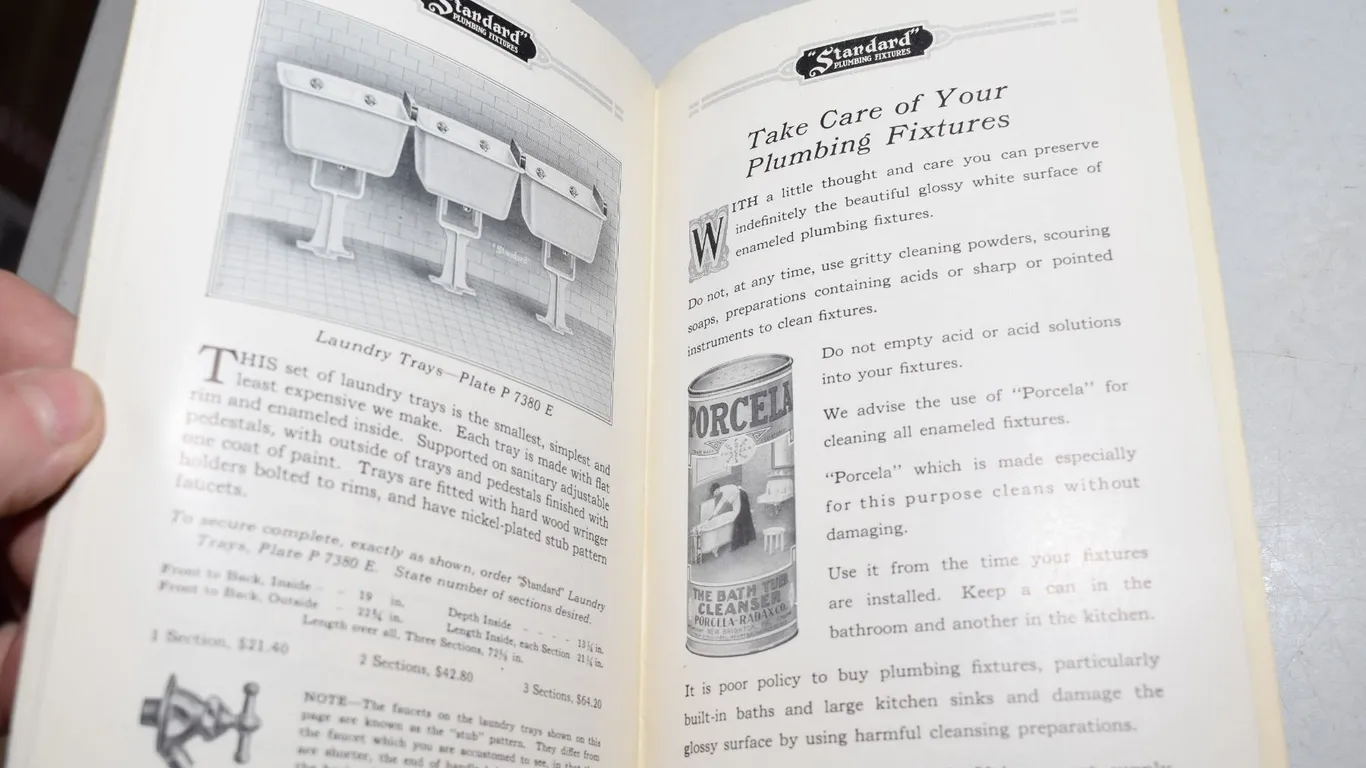 "Standard"
PLUMBING FIXTURES
"Standard"
Laundry Trays—Plate P 7380 E
THIS set of laundry trays is the smallest, simplest and
least expensive we make. Each tray is made with flat
rim and enameled inside. Supported on sanitary adjustable
pedestals, with outside of trays and pedestals finished with
one coat of paint. Trays are fitted with hard wood wringer
holders bolted to rims, and have nickel-plated stub pattern
faucets.
To secure complete, exactly as shown, order "Standard" Laundry
Trays, Plate P 7380 E. State number of sections desired.
Front to Back, Inside - - 19 in.
Front to Back, Outside - 22¾ in.
Depth Inside - - - - 13¼ in.
Length Inside, each Section 21¼ in.
Length over all, Three Sections, 72½ in.
1 Section, $21.40
2 Sections, $42.80
3 Sections, $64.20
NOTE—The faucets on the laundry trays shown on this
page are known as the "stub" pattern. They differ from
the faucet which you are accustomed to see, in that
are shorter, the end of
"Standard"
PLUMBING FIXTURES
Take Care of Your
Plumbing Fixtures
WITH a little thought and care you can preserve
indefinitely the beautiful glossy white surface of
enameled plumbing fixtures.
Do not, at any time, use gritty cleaning powders, scouring
soaps, preparations containing acids or sharp or pointed
instruments to clean fixtures.
Do not empty acid or acid solutions
into your fixtures.
We advise the use of "Porcela" for
cleaning all enameled fixtures.
"Porcela" which is made especially
for this purpose cleans without
damaging.
Use it from the time your fixtures
are installed. Keep a can in the
bathroom and another in the kitchen.
PORCELA
THE BATH TUB
CLEANSER
PORCELA-RADAX CO.
It is poor policy to buy plumbing fixtures, particularly
built-in baths and large kitchen sinks and damage the
glossy surface by using harmful cleansing preparations.